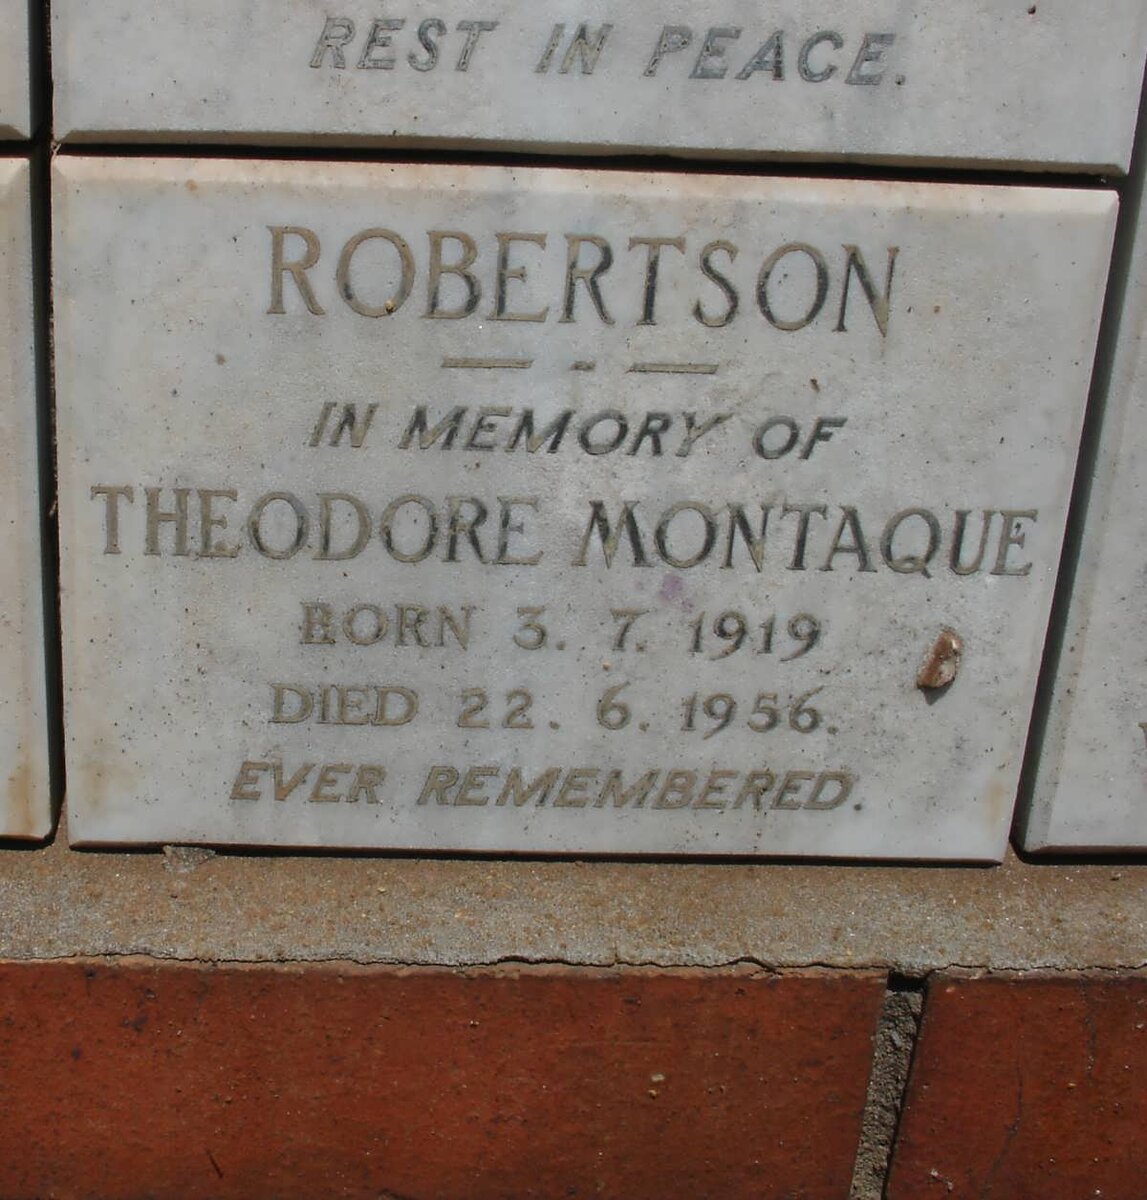 REST IN PEACE.
ROBERTSON
IN MEMORY OF
THEODORE MONTAQUE
BORN 3. 7. 1919
DIED 22. 6. 1956.
EVER REMEMBERED.